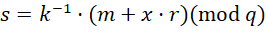 s = k⁻¹ · (m + x · r)(mod q)